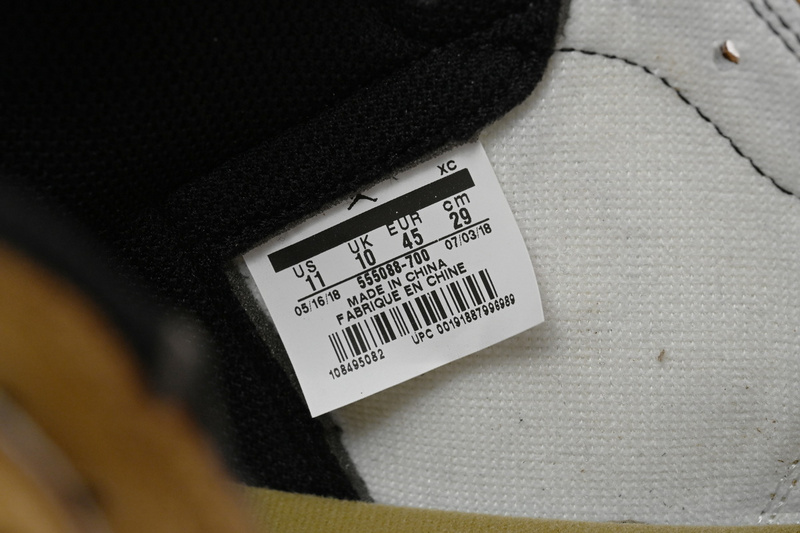 XC
US UK EUR cm
11 10 45 29
05/16/18 555088-700 07/03/18
MADE IN CHINA
FABRIQUE EN CHINE
108495082 UPC 00191887996989